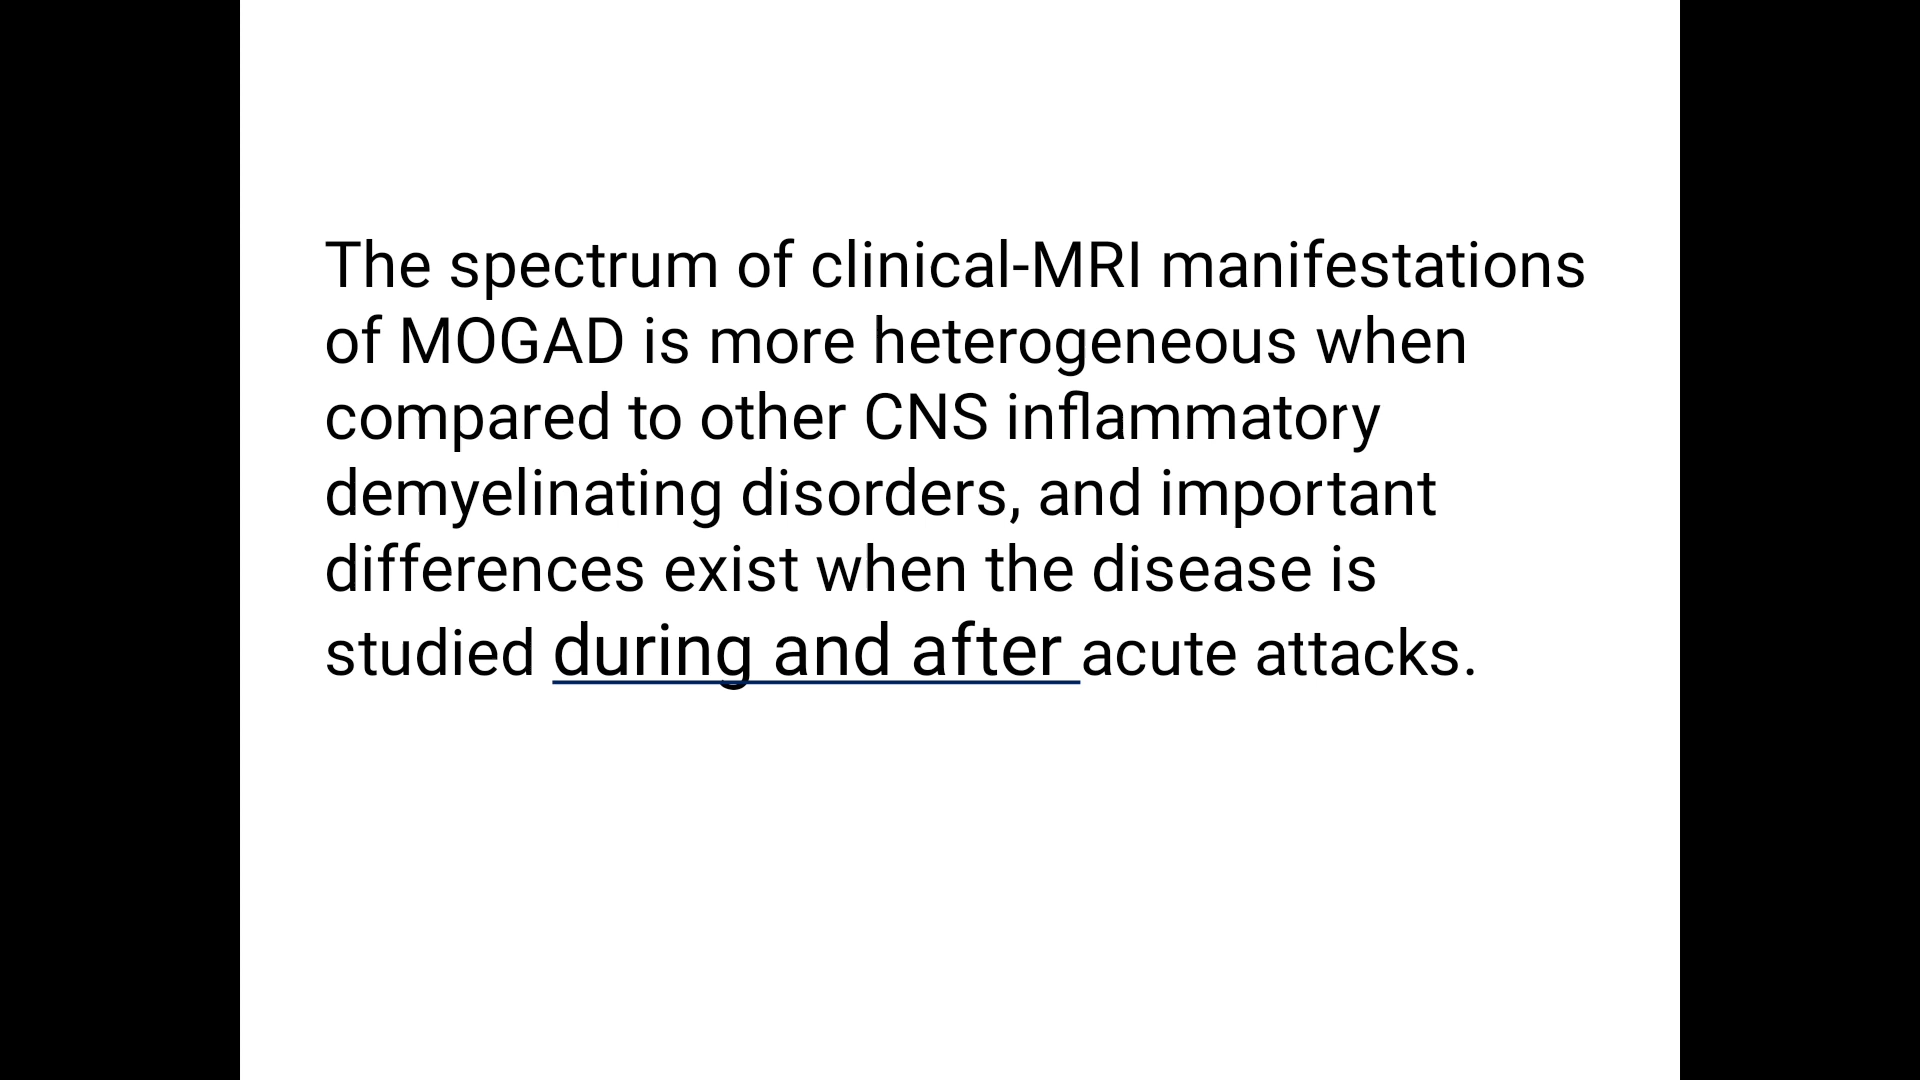 The spectrum of clinical-MRI manifestations
of MOGAD is more heterogeneous when
compared to other CNS inflammatory
demyelinating disorders, and important
differences exist when the disease is
studied during and after acute attacks.